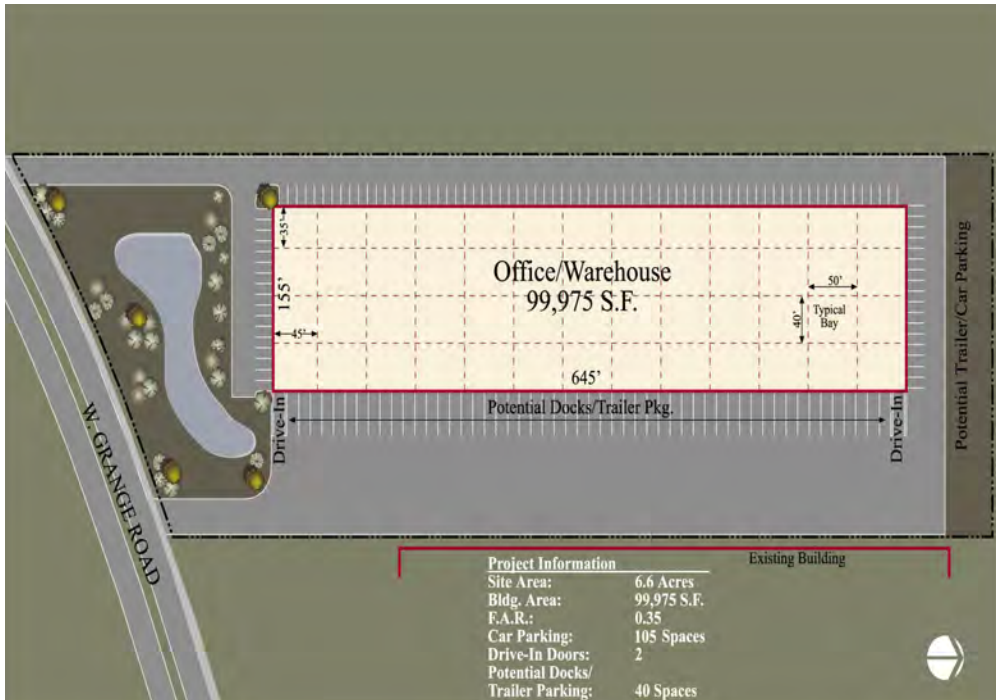 Office/Warehouse
99,975 S.F.
35'
155'
45'
50'
40'
Typical
Bay
645'
Potential Docks/Trailer Pkg.
Drive-In
Drive-In
Potential Trailer/Car Parking
W. GRANGE ROAD
Existing Building
Project Information
Site Area: 6.6 Acres
Bldg. Area: 99,975 S.F.
F.A.R.: 0.35
Car Parking: 105 Spaces
Drive-In Doors: 2
Potential Docks/
Trailer Parking: 40 Spaces